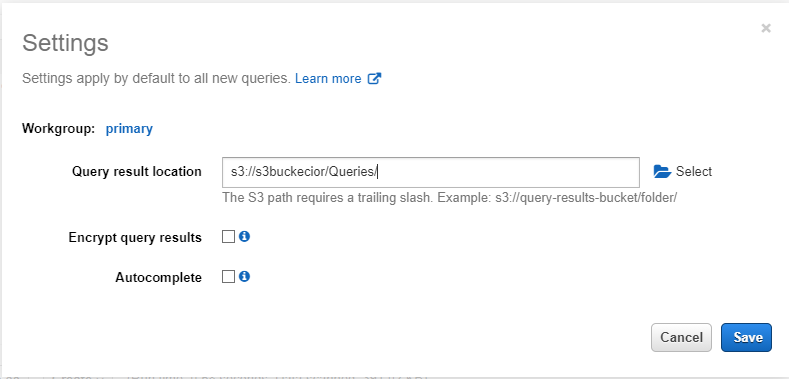 ×
Settings
Settings apply by default to all new queries. Learn more
Workgroup: primary
Query result location s3://s3buckecior/Queries/ Select
The S3 path requires a trailing slash. Example: s3://query-results-bucket/folder/
Encrypt query results
Autocomplete
Cancel Save